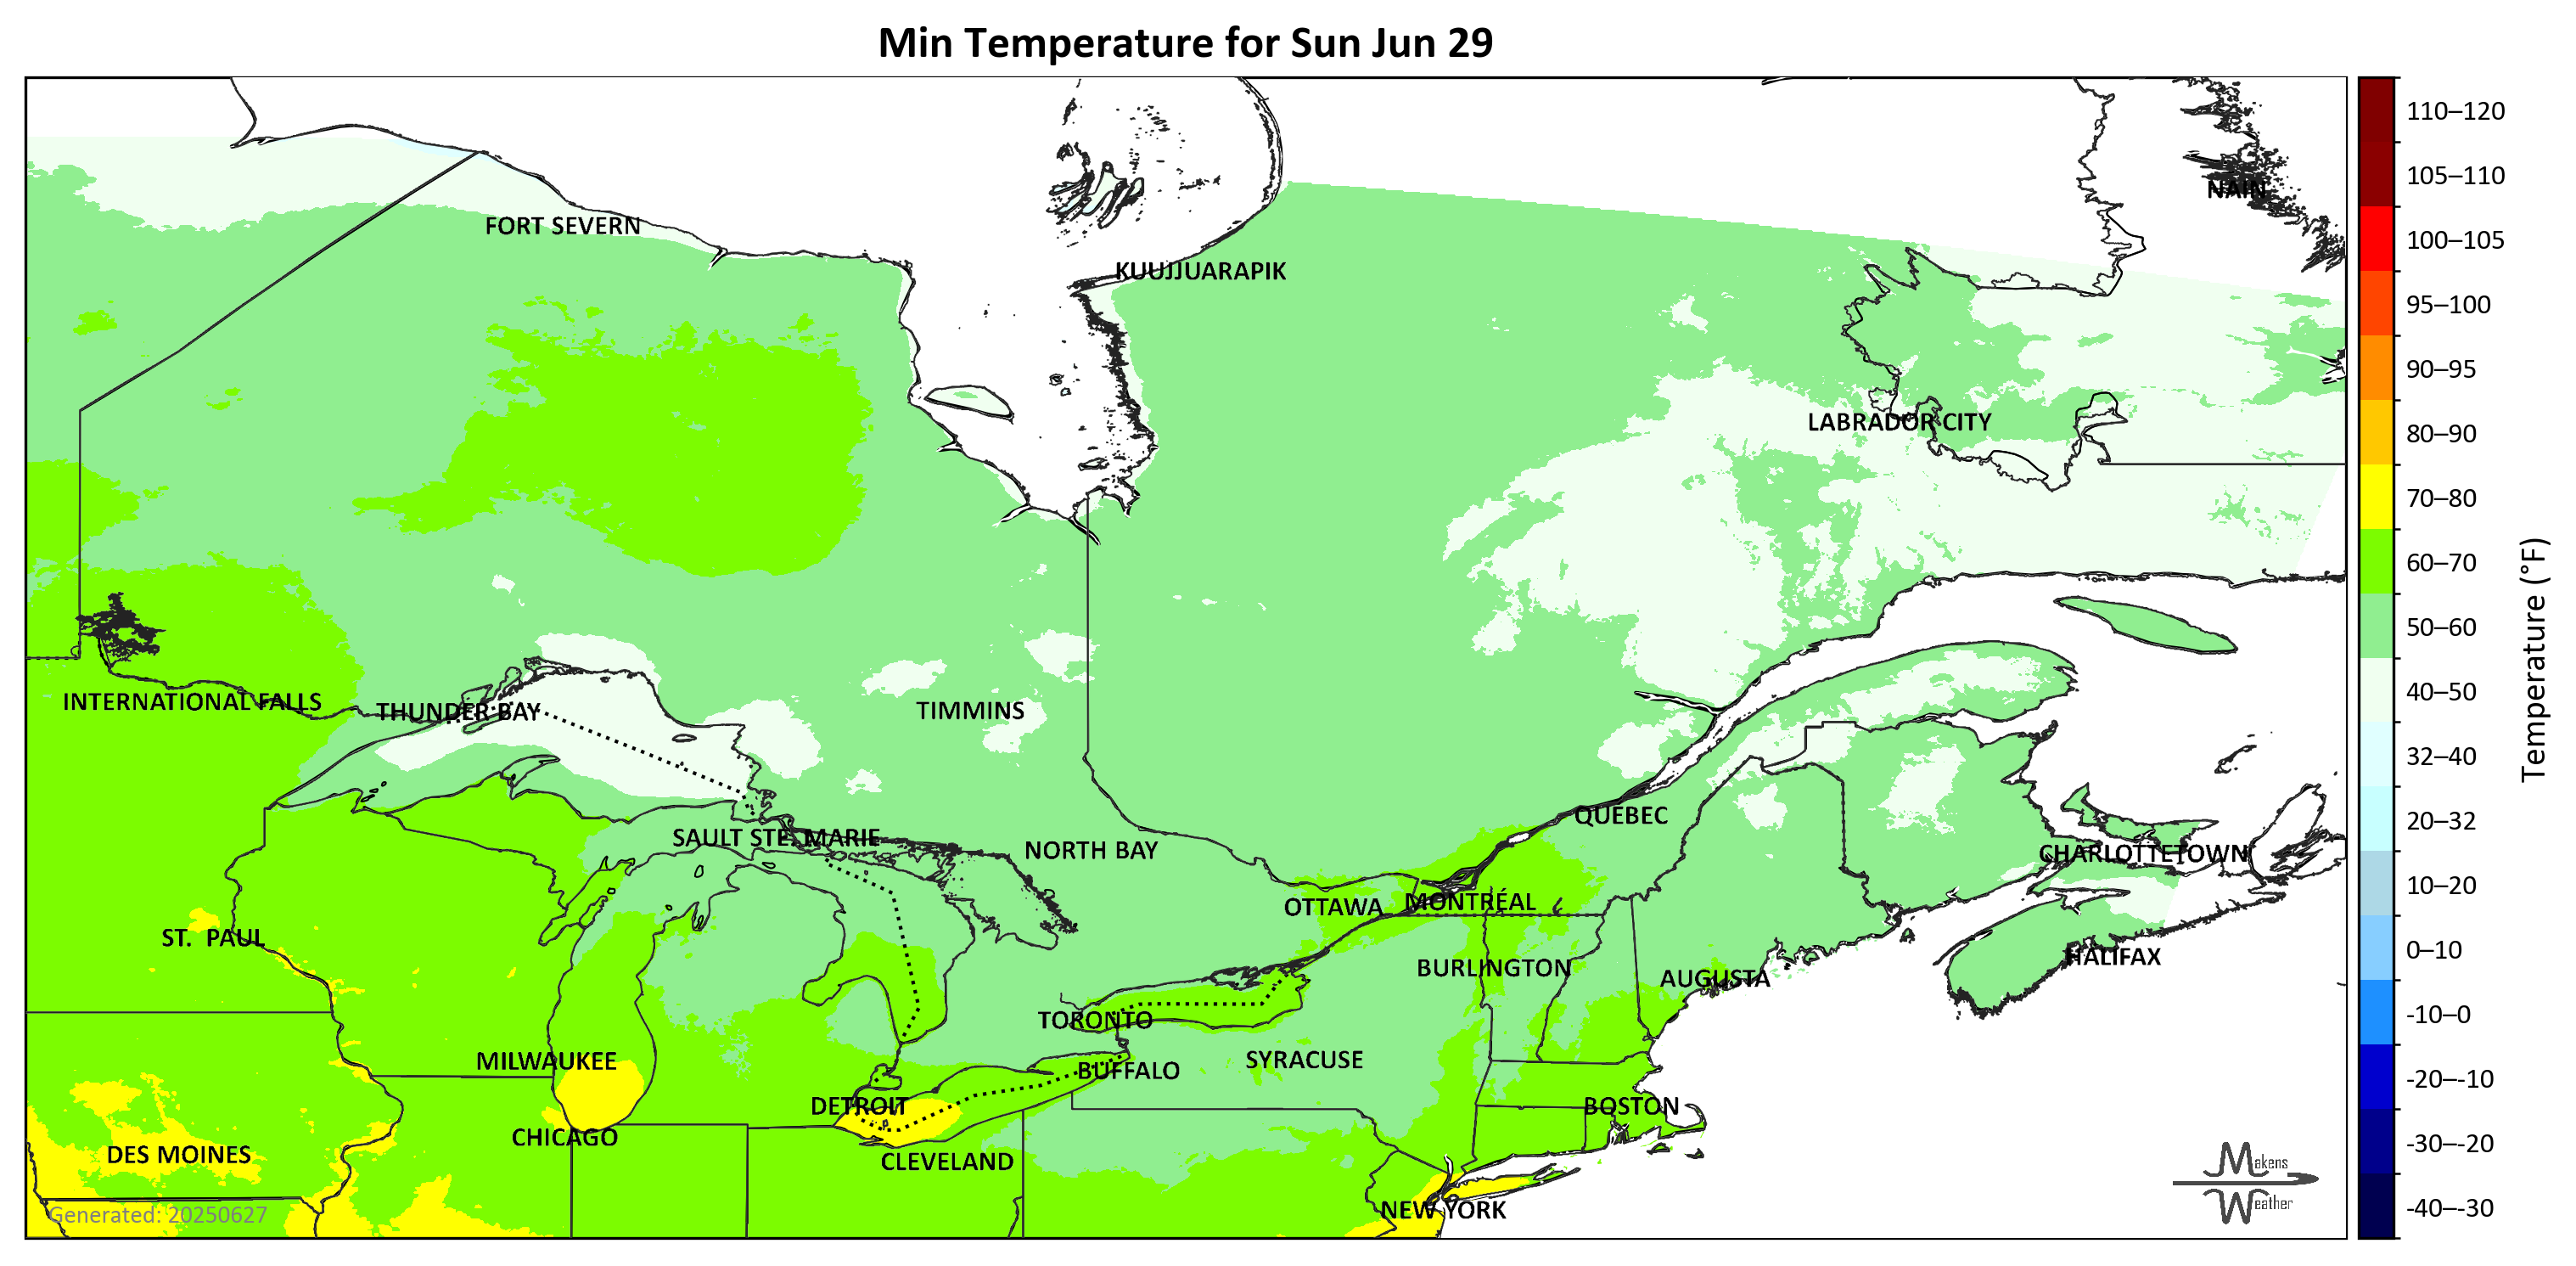 Min Temperature for Sun Jun 29
NAIN
FORT SEVERN
KUUJJUARAPIK
LABRADOR CITY
INTERNATIONAL FALLS
THUNDER BAY
TIMMINS
QUÉBEC
SAULT STE. MARIE
NORTH BAY
CHARLOTTETOWN
OTTAWA
MONTRÉAL
ST.  PAUL
HALIFAX
BURLINGTON
AUGUSTA
TORONTO
MILWAUKEE
SYRACUSE
BUFFALO
DETROIT
BOSTON
CHICAGO
DES MOINES
CLEVELAND
NEW YORK
Generated: 20250627
Makens
Weather
110–120
105–110
100–105
95–100
90–95
80–90
70–80
60–70
50–60
40–50
32–40
20–32
10–20
0–10
-10–0
-20–-10
-30–-20
-40–-30
Temperature (°F)